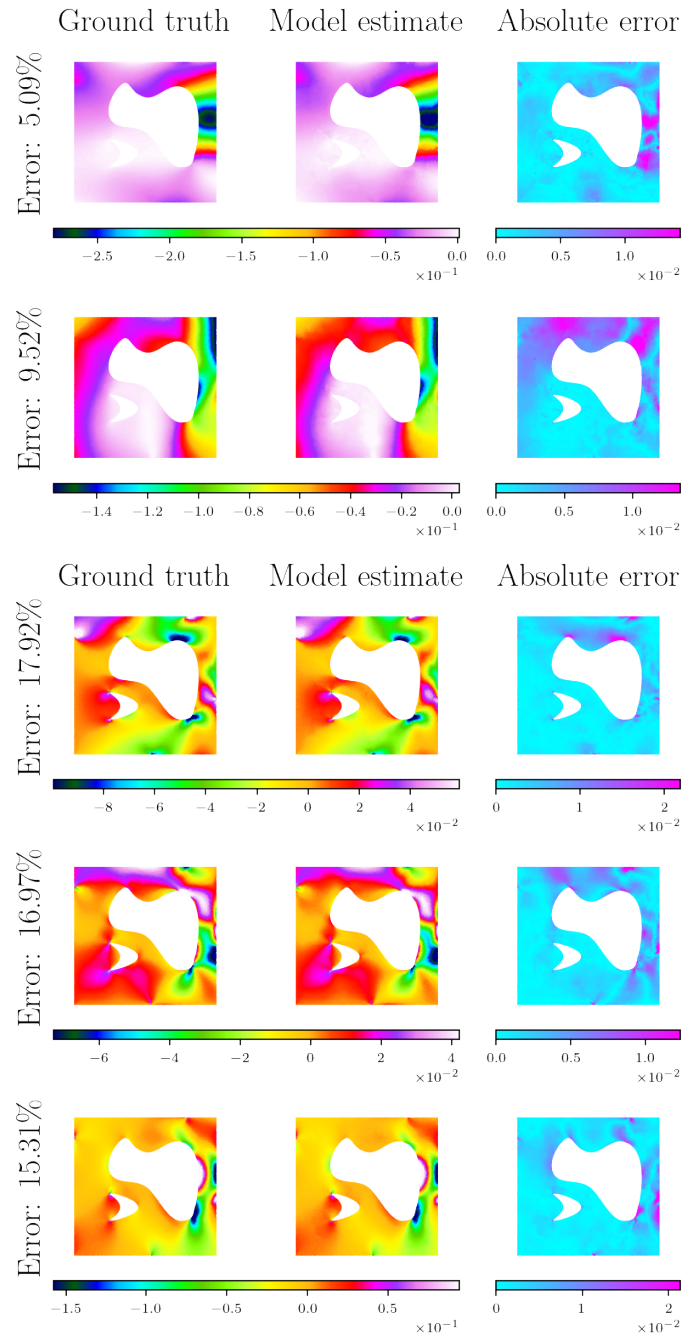 Ground truth Model estimate Absolute error
Error: 5.09%
−2.5 −2.0 −1.5 −1.0 −0.5 0.0 0.0 0.5 1.0
×10⁻¹ ×10⁻²
Error: 9.52%
−1.4 −1.2 −1.0 −0.8 −0.6 −0.4 −0.2 0.0 0.0 0.5 1.0
×10⁻¹ ×10⁻²
Ground truth Model estimate Absolute error
Error: 17.92%
−8 −6 −4 −2 0 2 4 0 1 2
×10⁻² ×10⁻²
Error: 16.97%
−6 −4 −2 0 2 4 0.0 0.5 1.0
×10⁻² ×10⁻²
Error: 15.31%
−1.5 −1.0 −0.5 0.0 0.5 0 1 2
×10⁻¹ ×10⁻²